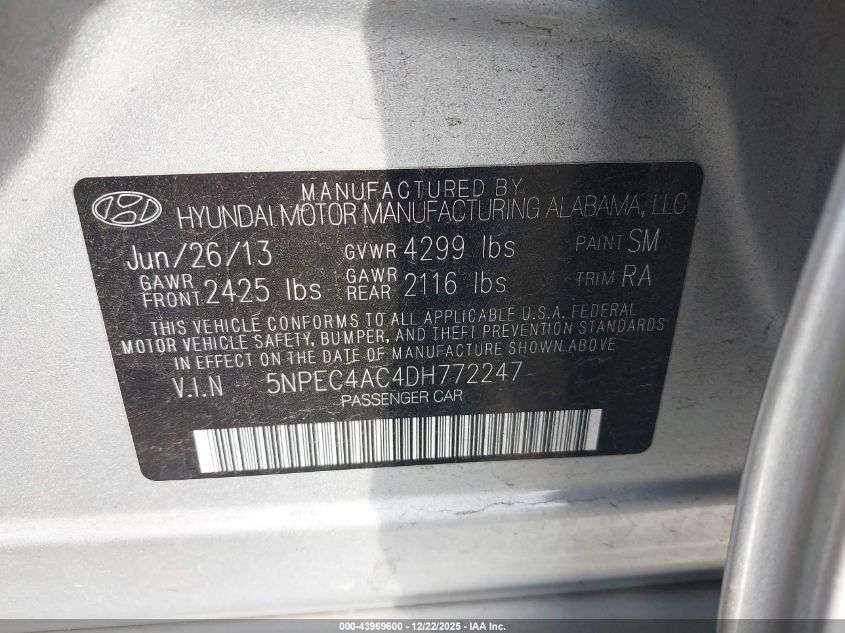 MANUFACTURED BY
HYUNDAI MOTOR MANUFACTURING ALABAMA, LLC
Jun/26/13 GVWR 4299 lbs PAINT SM
GAWR FRONT 2425 lbs GAWR REAR 2116 lbs TRIM RA
THIS VEHICLE CONFORMS TO ALL APPLICABLE U.S.A. FEDERAL
MOTOR VEHICLE SAFETY, BUMPER, AND THEFT PREVENTION STANDARDS
IN EFFECT ON THE DATE OF MANUFACTURE SHOWN ABOVE.
V.I.N 5NPEC4AC4DH772247
PASSENGER CAR
000-43969600 - 12/22/2025 - IAA Inc.